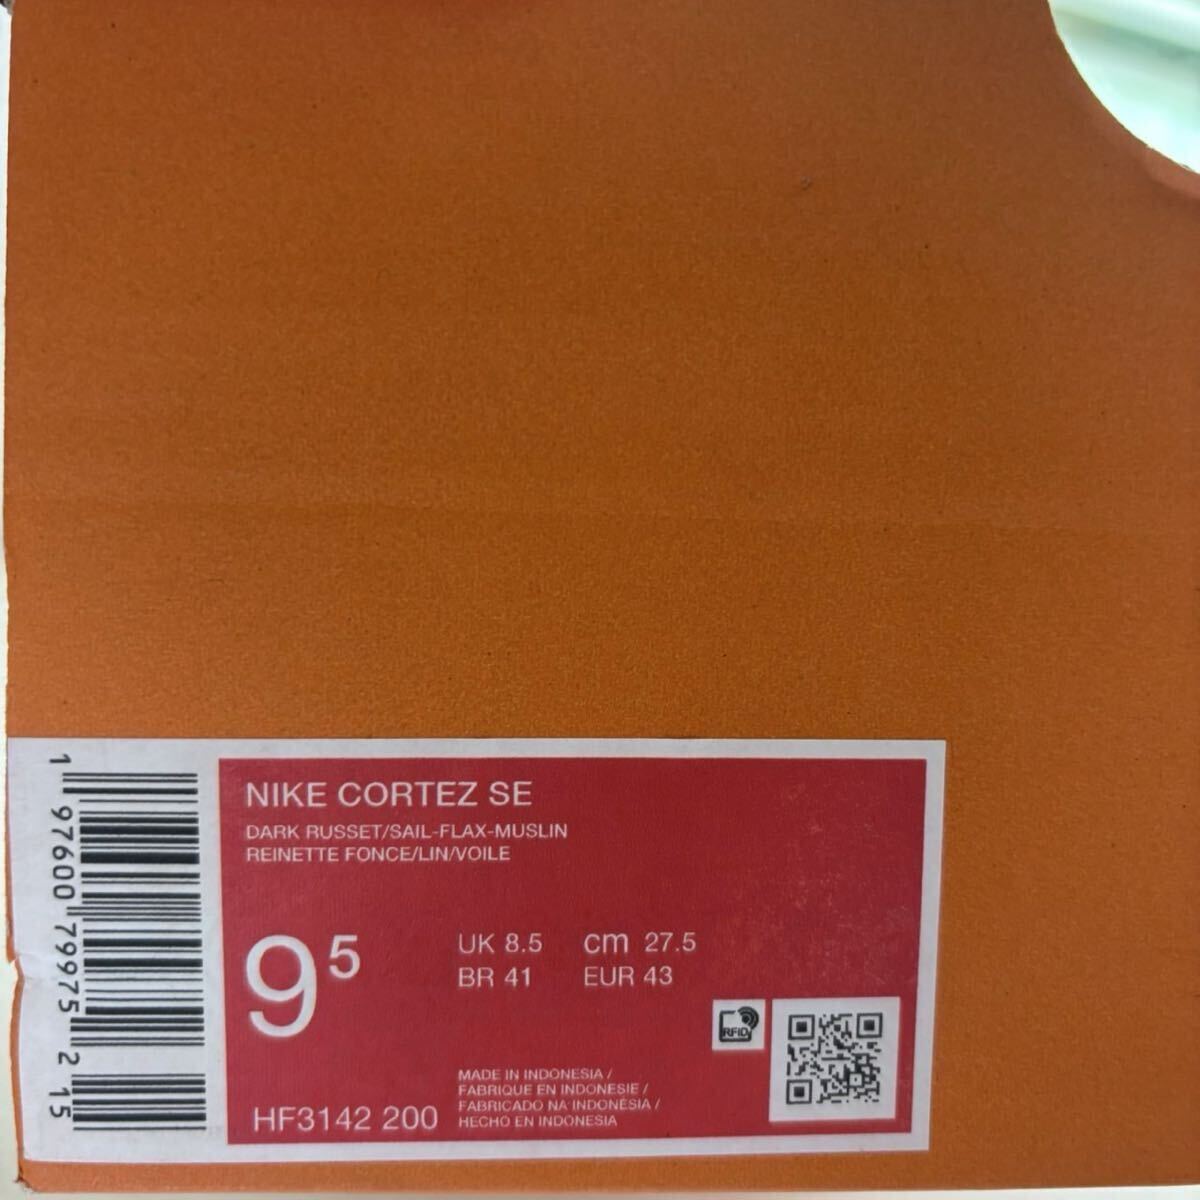 NIKE CORTEZ SE
DARK RUSSET/SAIL-FLAX-MUSLIN
REINETTE FONCE/LIN/VOILE
9 5
UK 8.5 cm 27.5
BR 41 EUR 43
RFID
MADE IN INDONESIA /
FABRIQUE EN INDONESIE /
FABRICADO NA INDONÉSIA /
HECHO EN INDONESIA
HF3142 200
1 97600 79975 2 15